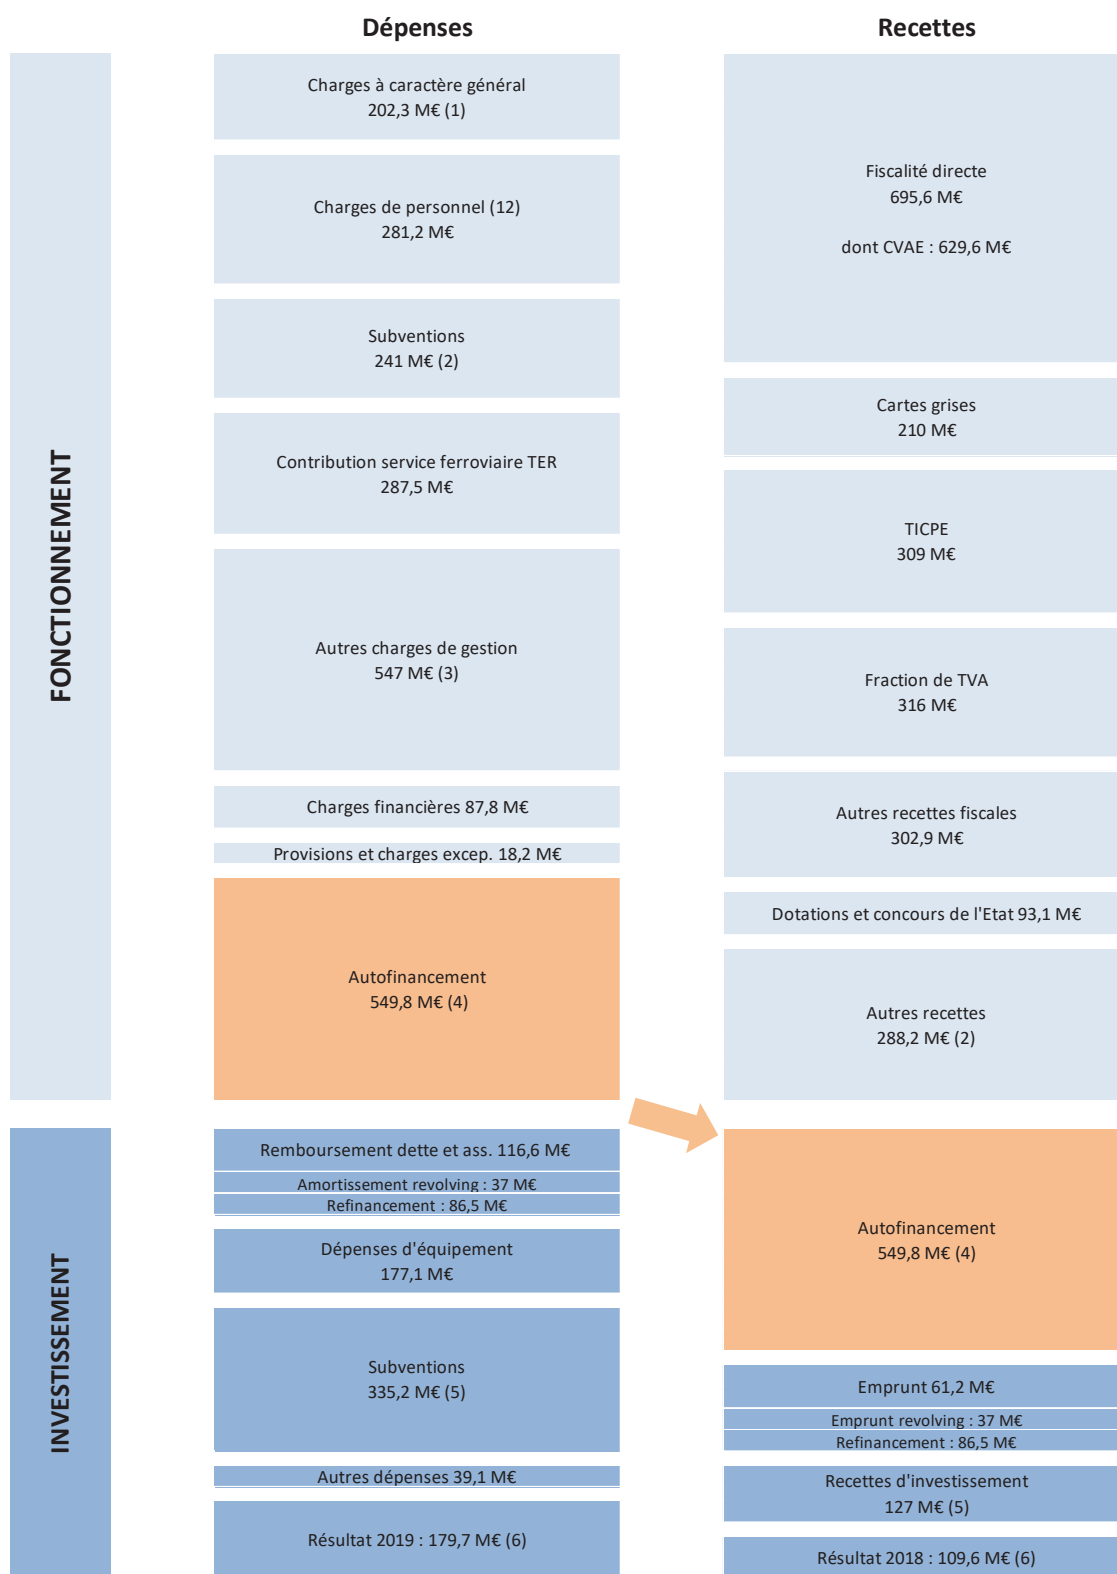 Dépenses
Recettes
FONCTIONNEMENT
Charges à caractère général
202,3 M€ (1)
Charges de personnel (12)
281,2 M€
Subventions
241 M€ (2)
Contribution service ferroviaire TER
287,5 M€
Autres charges de gestion
547 M€ (3)
Charges financières 87,8 M€
Provisions et charges excep. 18,2 M€
Autofinancement
549,8 M€ (4)
Fiscalité directe
695,6 M€
dont CVAE : 629,6 M€
Cartes grises
210 M€
TICPE
309 M€
Fraction de TVA
316 M€
Autres recettes fiscales
302,9 M€
Dotations et concours de l'Etat 93,1 M€
Autres recettes
288,2 M€ (2)
INVESTISSEMENT
Remboursement dette et ass. 116,6 M€
Amortissement revolving : 37 M€
Refinancement : 86,5 M€
Dépenses d'équipement
177,1 M€
Subventions
335,2 M€ (5)
Autres dépenses 39,1 M€
Résultat 2019 : 179,7 M€ (6)
Autofinancement
549,8 M€ (4)
Emprunt 61,2 M€
Emprunt revolving : 37 M€
Refinancement : 86,5 M€
Recettes d'investissement
127 M€ (5)
Résultat 2018 : 109,6 M€ (6)